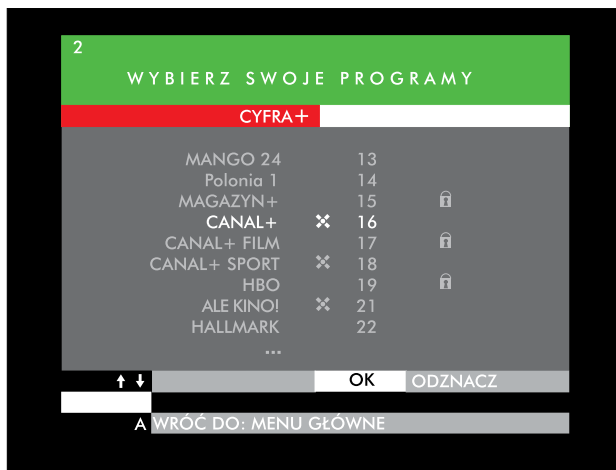 2
WYBIERZ SWOJE PROGRAMY
CYFRA+
MANGO 24 13
Polonia 1 14
MAGAZYN+ 15
CANAL+ 16
CANAL+ FILM 17
CANAL+ SPORT 18
HBO 19
ALE KINO! 21
HALLMARK 22
...
OK ODZNACZ
A WRÓĆ DO: MENU GŁÓWNE